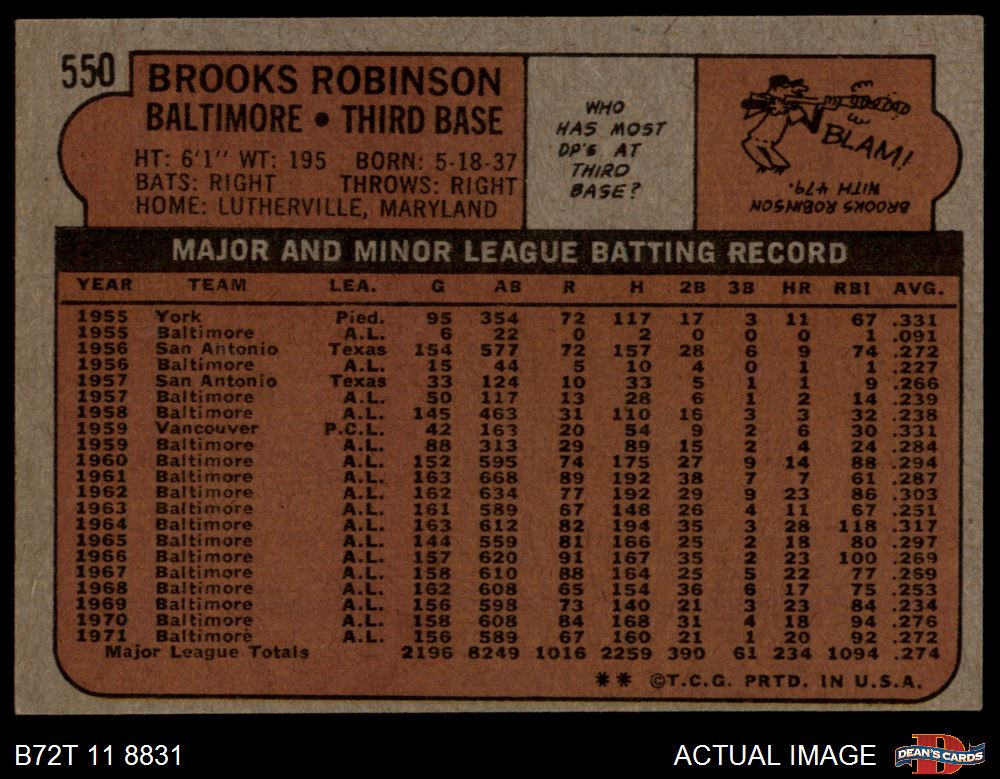 550
BROOKS ROBINSON
BALTIMORE • THIRD BASE
HT: 6'1" WT: 195 BORN: 5-18-37
BATS: RIGHT THROWS: RIGHT
HOME: LUTHERVILLE, MARYLAND
WHO
HAS MOST
DP'S AT
THIRD
BASE?
BLAM!
BROOKS ROBINSON
WITH 479.
MAJOR AND MINOR LEAGUE BATTING RECORD
YEAR TEAM LEA. G AB R H 2B 3B HR RBI AVG.
1955 York Pied. 95 354 72 117 17 3 11 67 .331
1955 Baltimore A.L. 6 22 0 2 0 0 0 1 .091
1956 San Antonio Texas 154 577 72 157 28 6 9 74 .272
1956 Baltimore A.L. 15 44 5 10 4 0 1 1 .227
1957 San Antonio Texas 33 124 10 33 5 1 1 9 .266
1957 Baltimore A.L. 50 117 13 28 6 1 2 14 .239
1958 Baltimore A.L. 145 463 31 110 16 3 3 32 .238
1959 Vancouver P.C.L. 42 163 20 54 9 2 6 30 .331
1959 Baltimore A.L. 88 313 29 89 15 2 4 24 .284
1960 Baltimore A.L. 152 595 74 175 27 9 14 88 .294
1961 Baltimore A.L. 163 668 89 192 38 7 7 61 .287
1962 Baltimore A.L. 162 634 77 192 29 9 23 86 .303
1963 Baltimore A.L. 161 589 67 148 26 4 11 67 .251
1964 Baltimore A.L. 163 612 82 194 35 3 28 118 .317
1965 Baltimore A.L. 144 559 81 166 25 2 18 80 .297
1966 Baltimore A.L. 157 620 91 167 35 2 23 100 .269
1967 Baltimore A.L. 158 610 88 164 25 5 22 77 .269
1968 Baltimore A.L. 162 608 65 154 36 6 17 75 .253
1969 Baltimore A.L. 156 598 73 140 21 3 23 84 .234
1970 Baltimore A.L. 158 608 84 168 31 4 18 94 .276
1971 Baltimore A.L. 156 589 67 160 21 1 20 92 .272
Major League Totals 2196 8249 1016 2259 390 61 234 1094 .274
** ©T.C.G. PRTD. IN U.S.A.
B72T 11 8831
ACTUAL IMAGE
DEAN'S CARDS